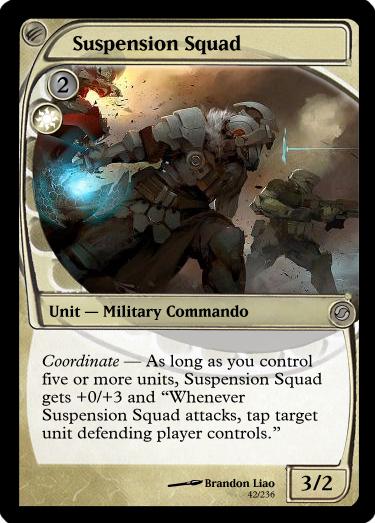 Suspension Squad
2
Unit — Military Commando
Coordinate — As long as you control
five or more units, Suspension Squad
gets +0/+3 and “Whenever
Suspension Squad attacks, tap target
unit defending player controls.”
Brandon Liao
42/236
3/2